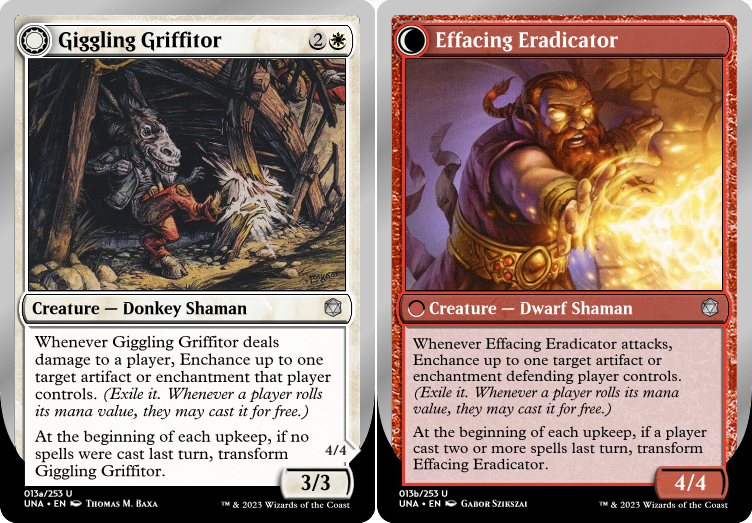 Giggling Griffitor 2
Creature — Donkey Shaman
Whenever Giggling Griffitor deals
damage to a player, Enchance up to one
target artifact or enchantment that player
controls. (Exile it. Whenever a player rolls
its mana value, they may cast it for free.)
At the beginning of each upkeep, if no
spells were cast last turn, transform
Giggling Griffitor.
4/4
3/3
013a/253 U
UNA • EN Thomas M. Baxa
™ & 2023 Wizards of the Coast
Effacing Eradicator
Creature — Dwarf Shaman
Whenever Effacing Eradicator attacks,
Enchance up to one target artifact or
enchantment defending player controls.
(Exile it. Whenever a player rolls its mana
value, they may cast it for free.)
At the beginning of each upkeep, if a player
cast two or more spells last turn, transform
Effacing Eradicator.
4/4
013b/253 U
UNA • EN Gabor Szikszai
™ & 2023 Wizards of the Coast